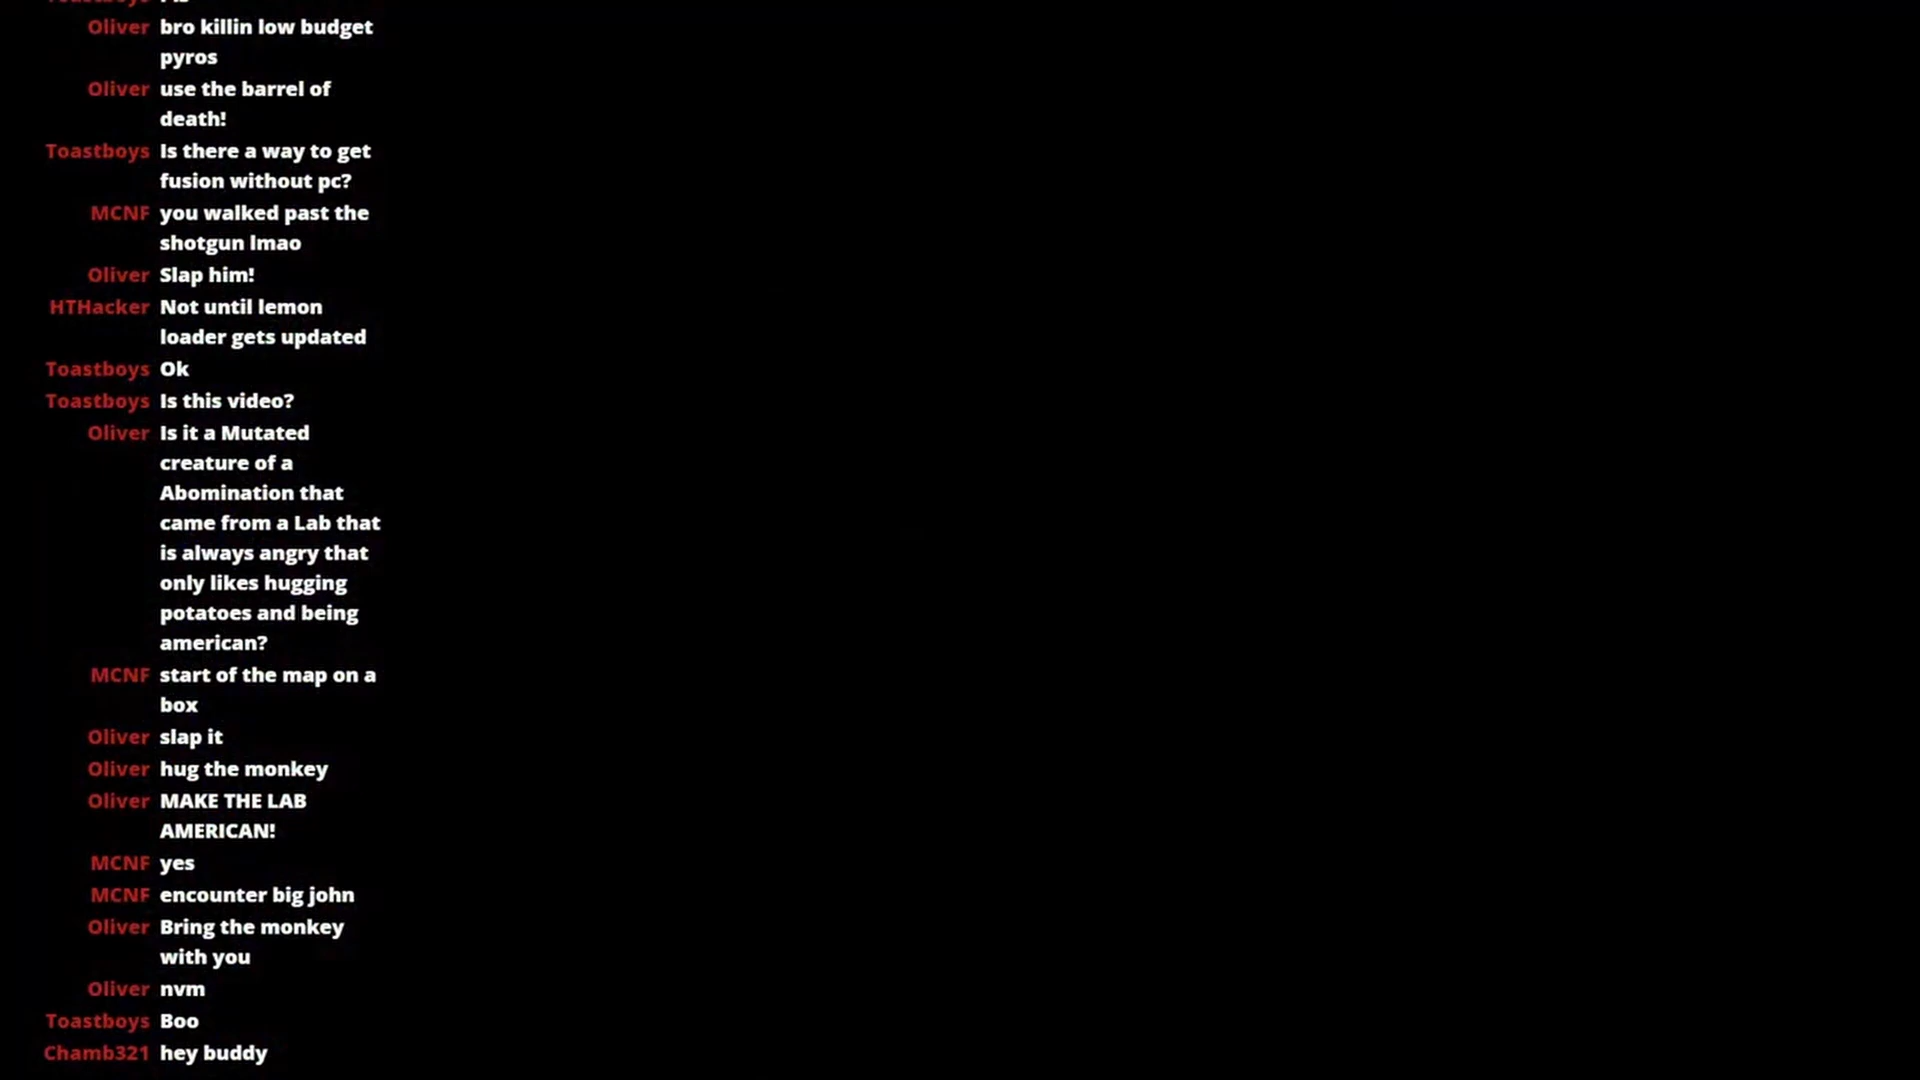 Oliver bro killin low budget
pyros
Oliver use the barrel of
death!
Toastboys Is there a way to get
fusion without pc?
MCNF you walked past the
shotgun lmao
Oliver Slap him!
HTHacker Not until lemon
loader gets updated
Toastboys Ok
Toastboys Is this video?
Oliver Is it a Mutated
creature of a
Abomination that
came from a Lab that
is always angry that
only likes hugging
potatoes and being
american?
MCNF start of the map on a
box
Oliver slap it
Oliver hug the monkey
Oliver MAKE THE LAB
AMERICAN!
MCNF yes
MCNF encounter big john
Oliver Bring the monkey
with you
Oliver nvm
Toastboys Boo
Chamb321 hey buddy